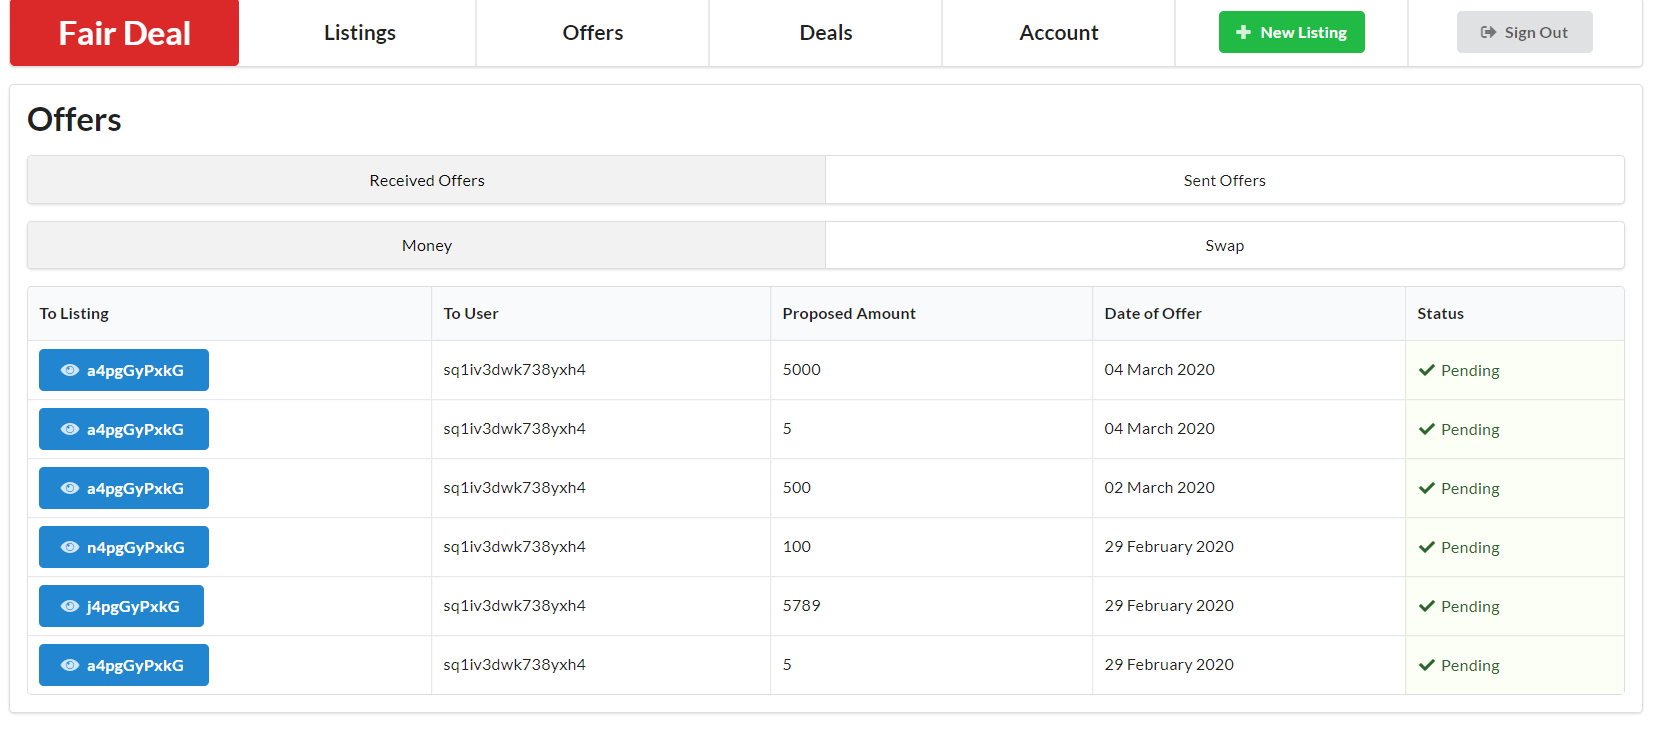 Fair Deal Listings Offers Deals Account New Listing Sign Out
Offers
Received Offers Sent Offers
Money Swap
To Listing To User Proposed Amount Date of Offer Status
a4pgGyPxkG sq1iv3dwk738yxh4 5000 04 March 2020 Pending
a4pgGyPxkG sq1iv3dwk738yxh4 5 04 March 2020 Pending
a4pgGyPxkG sq1iv3dwk738yxh4 500 02 March 2020 Pending
n4pgGyPxkG sq1iv3dwk738yxh4 100 29 February 2020 Pending
j4pgGyPxkG sq1iv3dwk738yxh4 5789 29 February 2020 Pending
a4pgGyPxkG sq1iv3dwk738yxh4 5 29 February 2020 Pending